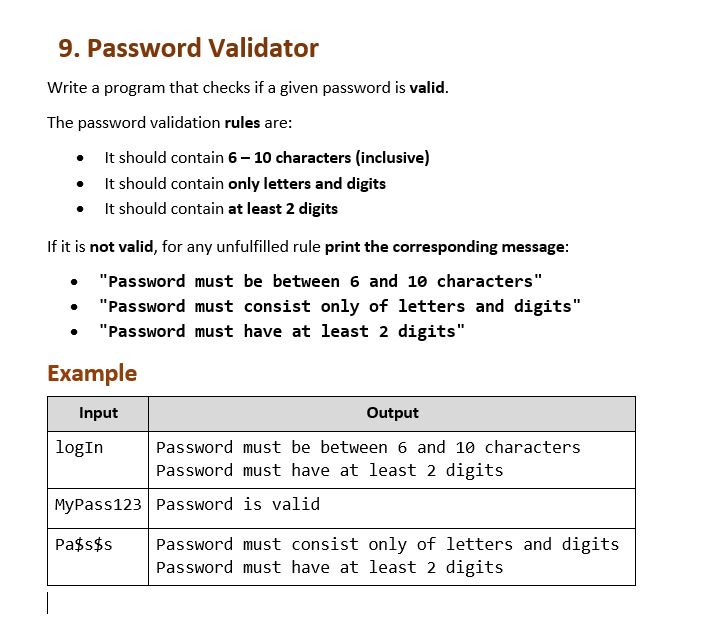 9. Password Validator
Write a program that checks if a given password is valid.
The password validation rules are:
• It should contain 6 – 10 characters (inclusive)
• It should contain only letters and digits
• It should contain at least 2 digits
If it is not valid, for any unfulfilled rule print the corresponding message:
• "Password must be between 6 and 10 characters"
• "Password must consist only of letters and digits"
• "Password must have at least 2 digits"
Example
Input Output
logIn Password must be between 6 and 10 characters
Password must have at least 2 digits
MyPass123 Password is valid
Pa$s$s Password must consist only of letters and digits
Password must have at least 2 digits